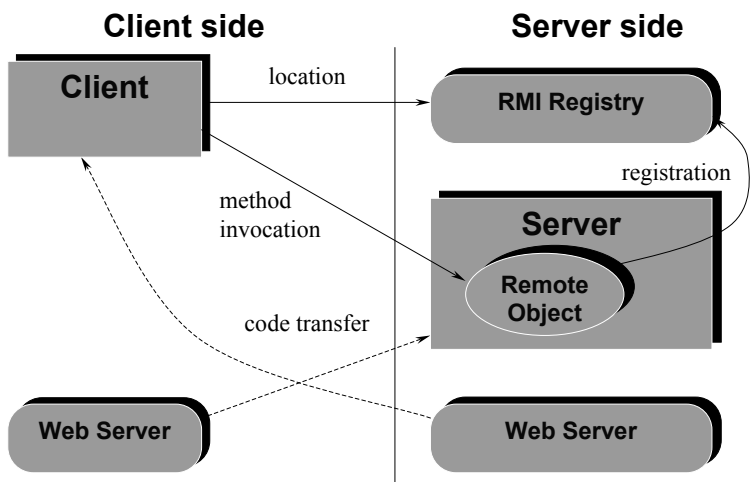 Client side
Server side
Client
location
RMI Registry
registration
method
invocation
Server
Remote
Object
code transfer
Web Server
Web Server